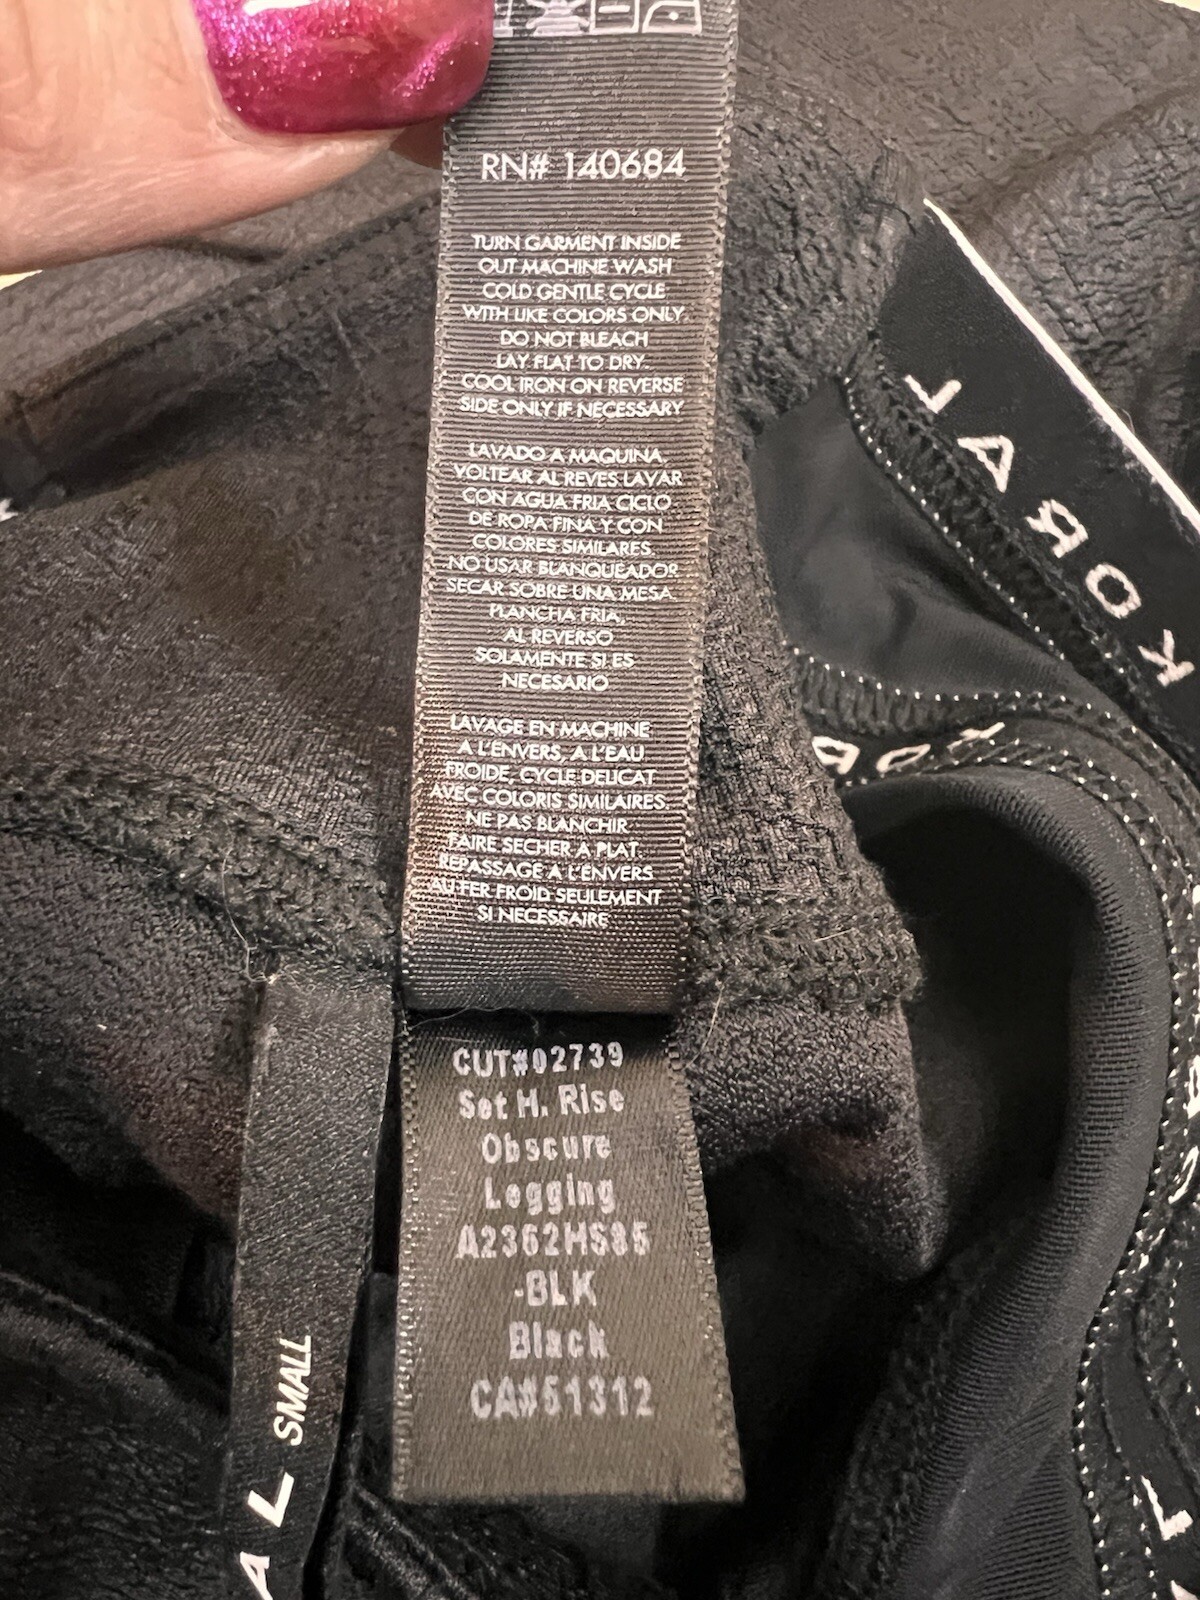 RN# 140684
TURN GARMENT INSIDE
OUT MACHINE WASH
COLD GENTLE CYCLE
WITH LIKE COLORS ONLY.
DO NOT BLEACH
LAY FLAT TO DRY.
COOL IRON ON REVERSE
SIDE ONLY IF NECESSARY
LAVADO A MAQUINA,
VOLTEAR AL REVES LAVAR
CON AGUA FRIA CICLO
DE ROPA FINA Y CON
COLORES SIMILARES.
NO USAR BLANQUEADOR
SECAR SOBRE UNA MESA.
PLANCHA FRIA,
AL REVERSO
SOLAMENTE SI ES
NECESARIO
LAVAGE EN MACHINE
A L'ENVERS, A L'EAU
FROIDE, CYCLE DELICAT
AVEC COLORIS SIMILAIRES.
NE PAS BLANCHIR
FAIRE SECHER A PLAT.
REPASSAGE A L'ENVERS
AU FER FROID SEULEMENT
SI NECESSAIRE
CUT#02739
Set H. Rise
Obscure
Legging
A2362HS85
-BLK
Black
CA#51312
AL SMALL
KORAL
KOR